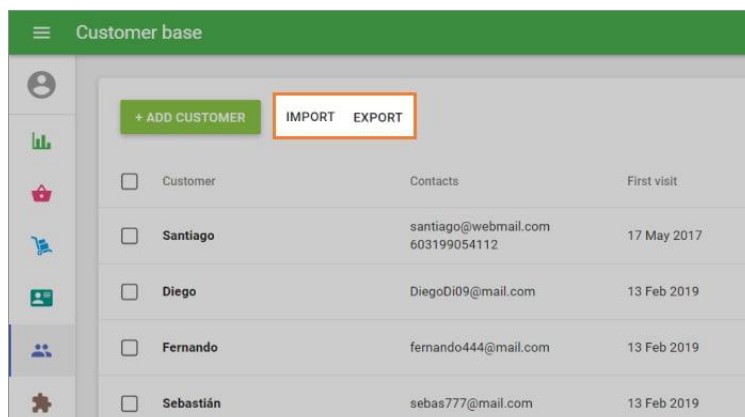 Customer base
+ ADD CUSTOMER IMPORT EXPORT
Customer Contacts First visit
Santiago santiago@webmail.com 17 May 2017
603199054112
Diego DiegoDi09@mail.com 13 Feb 2019
Fernando fernando444@mail.com 13 Feb 2019
Sebastián sebas777@mail.com 13 Feb 2019